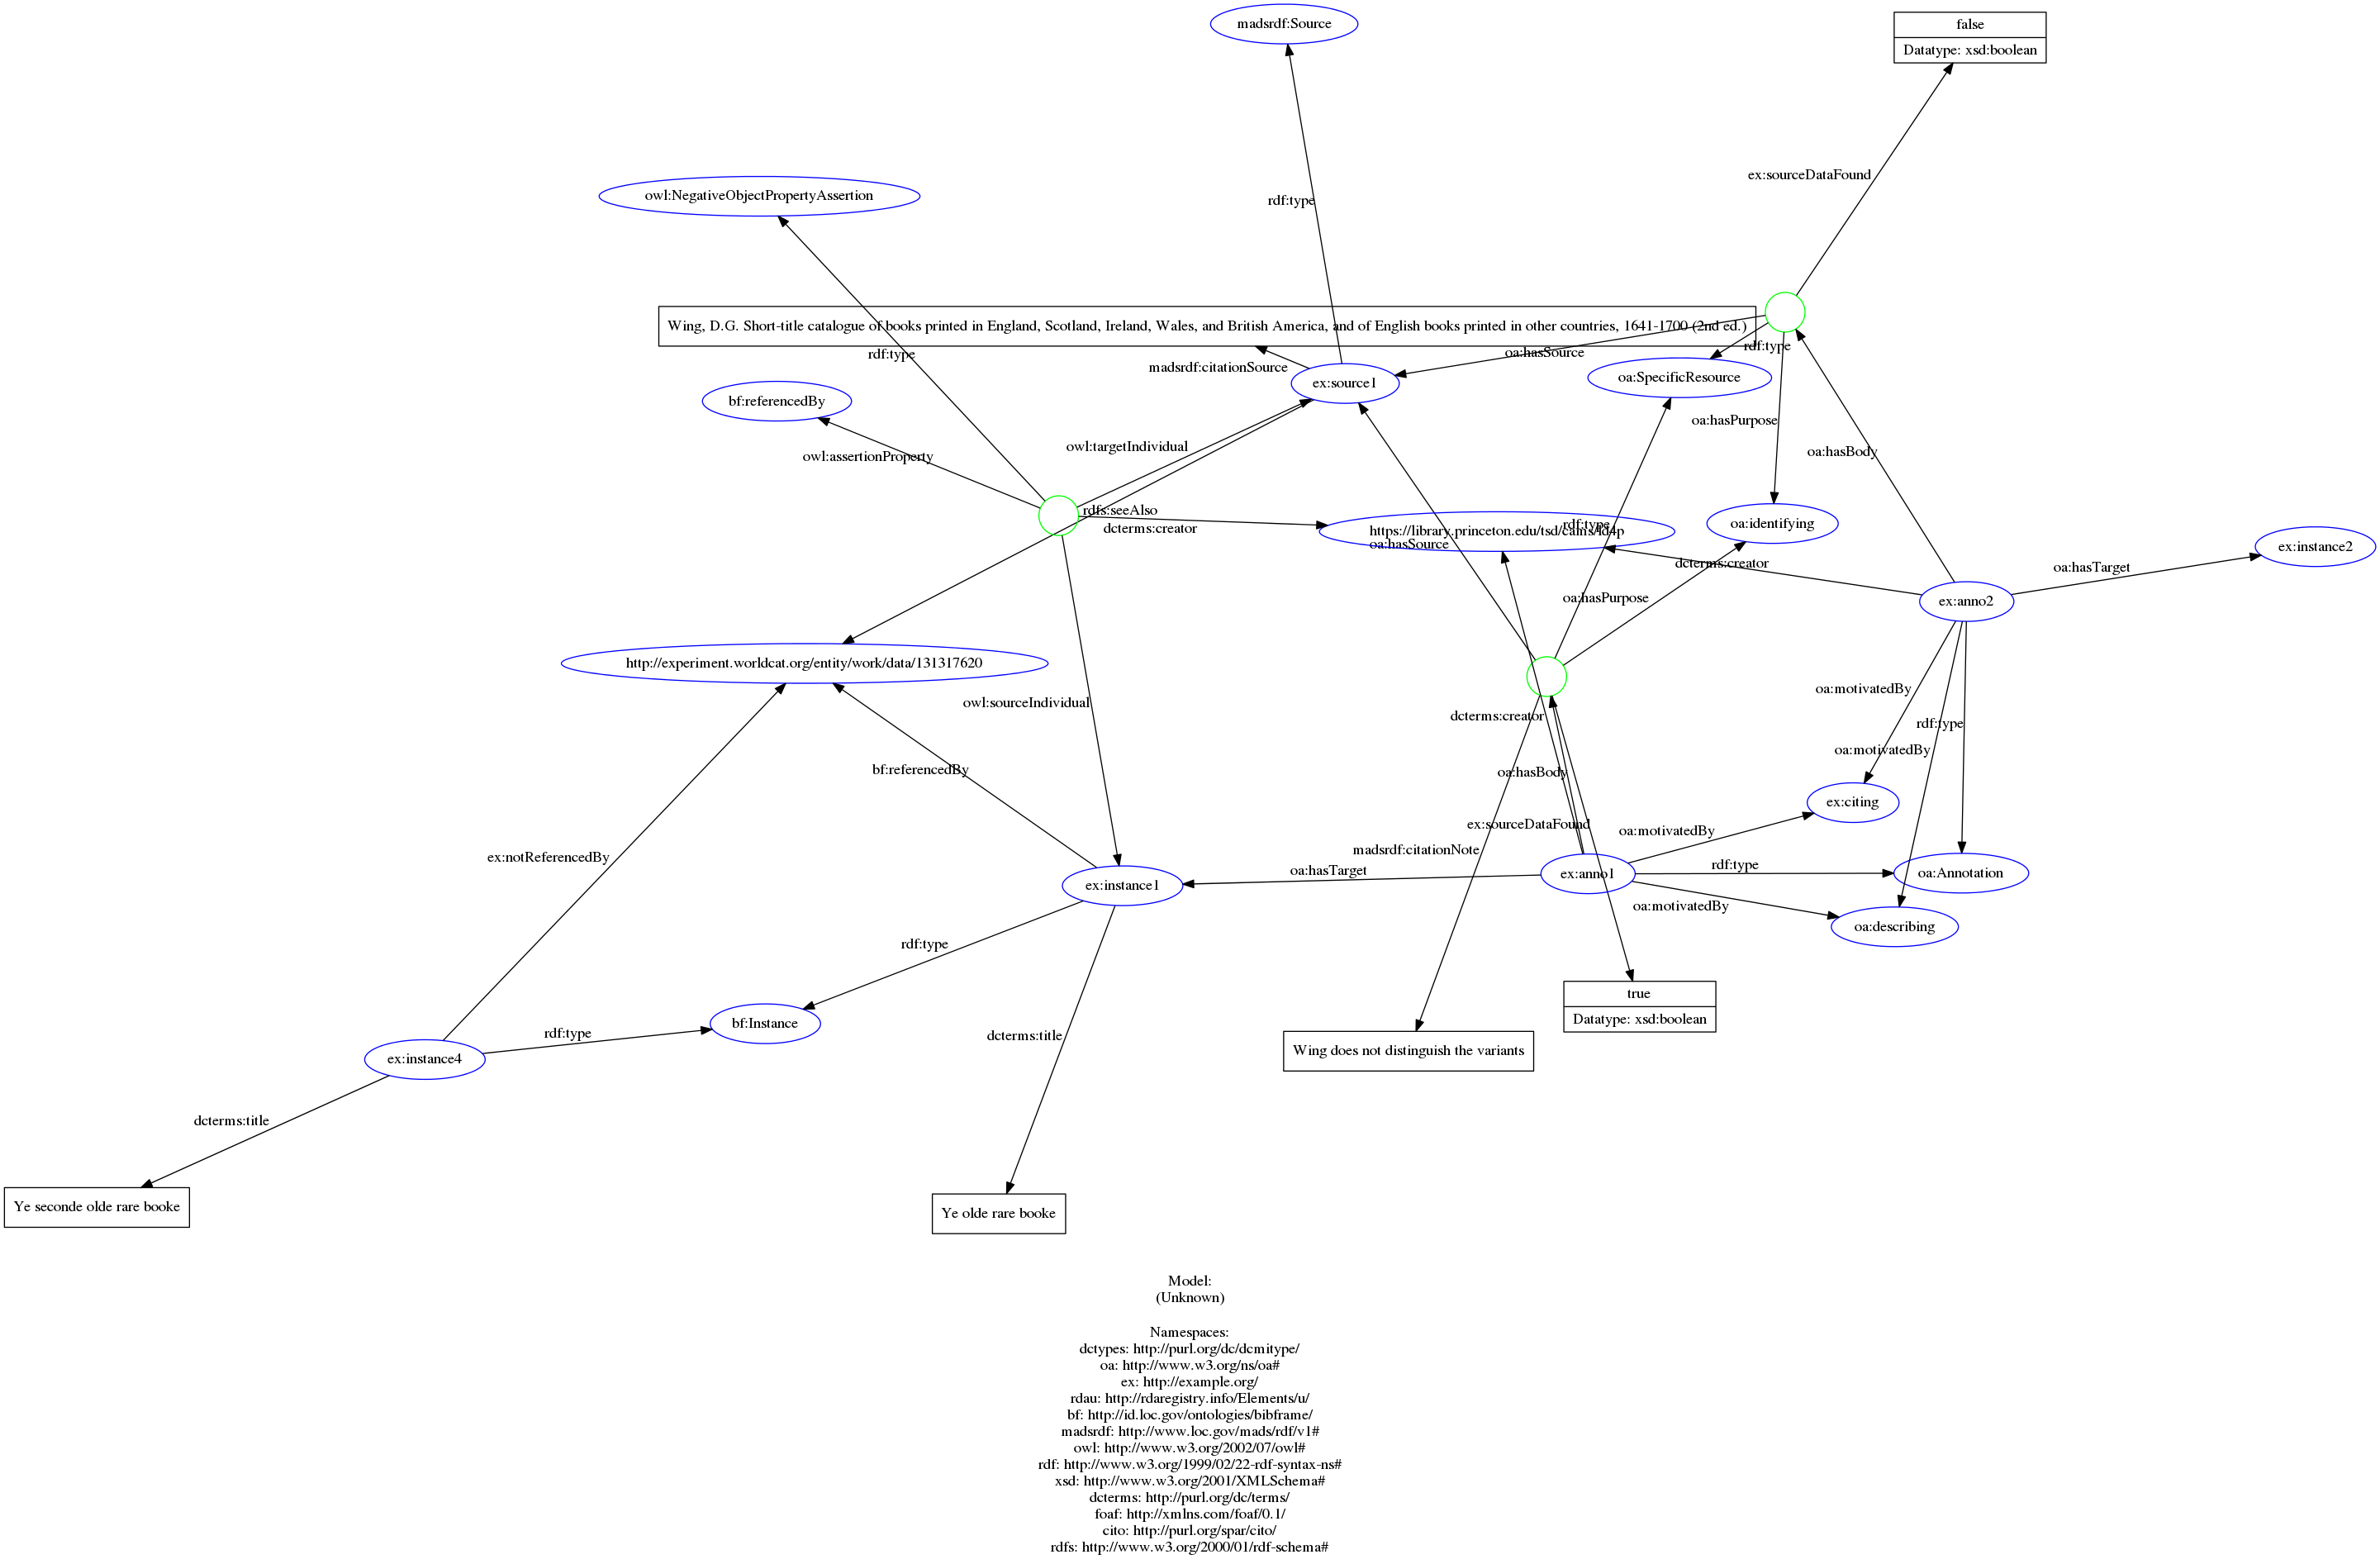 madsrdf:Source
false
Datatype: xsd:boolean
ex:sourceDataFound
owl:NegativeObjectPropertyAssertion
rdf:type
Wing, D.G. Short-title catalogue of books printed in England, Scotland, Ireland, Wales, and British America, and of English books printed in other countries, 1641-1700 (2nd ed.)
rdf:type
oa:hasSource
rdf:type
madsrdf:citationSource
ex:source1
oa:SpecificResource
bf:referencedBy
oa:hasPurpose
owl:targetIndividual
oa:hasBody
owl:assertionProperty
rdfs:seeAlso
dcterms:creator
https://library.princeton.edu/tsd/cams/ld4p
rdf:type
oa:identifying
oa:hasSource
ex:instance2
dcterms:creator
oa:hasTarget
oa:hasPurpose
ex:anno2
http://experiment.worldcat.org/entity/work/data/131317620
oa:motivatedBy
owl:sourceIndividual
dcterms:creator
rdf:type
oa:motivatedBy
bf:referencedBy
oa:hasBody
ex:citing
ex:sourceDataFound
oa:motivatedBy
madsrdf:citationNote
ex:notReferencedBy
rdf:type
oa:hasTarget
ex:anno1
oa:Annotation
ex:instance1
oa:motivatedBy
oa:describing
rdf:type
true
Datatype: xsd:boolean
bf:Instance
rdf:type
dcterms:title
Wing does not distinguish the variants
ex:instance4
dcterms:title
Ye seconde olde rare booke
Ye olde rare booke
Model:
(Unknown)
Namespaces:
dctypes: http://purl.org/dc/dcmitype/
oa: http://www.w3.org/ns/oa#
ex: http://example.org/
rdau: http://rdaregistry.info/Elements/u/
bf: http://id.loc.gov/ontologies/bibframe/
madsrdf: http://www.loc.gov/mads/rdf/v1#
owl: http://www.w3.org/2002/07/owl#
rdf: http://www.w3.org/1999/02/22-rdf-syntax-ns#
xsd: http://www.w3.org/2001/XMLSchema#
dcterms: http://purl.org/dc/terms/
foaf: http://xmlns.com/foaf/0.1/
cito: http://purl.org/spar/cito/
rdfs: http://www.w3.org/2000/01/rdf-schema#